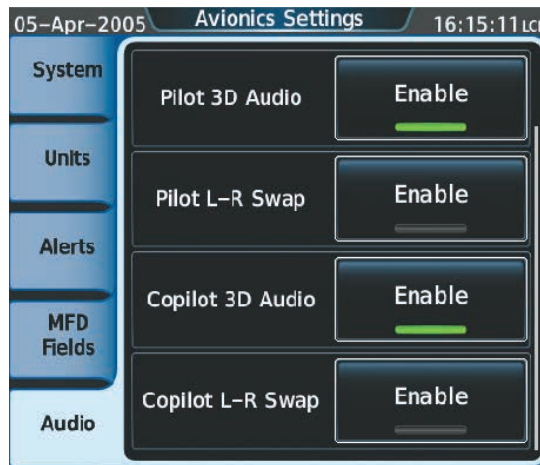 05-Apr-2005 Avionics Settings 16:15:11
System
Pilot 3D Audio Enable
Units
Pilot L-R Swap Enable
Alerts
Copilot 3D Audio Enable
MFD
Fields
Copilot L-R Swap Enable
Audio